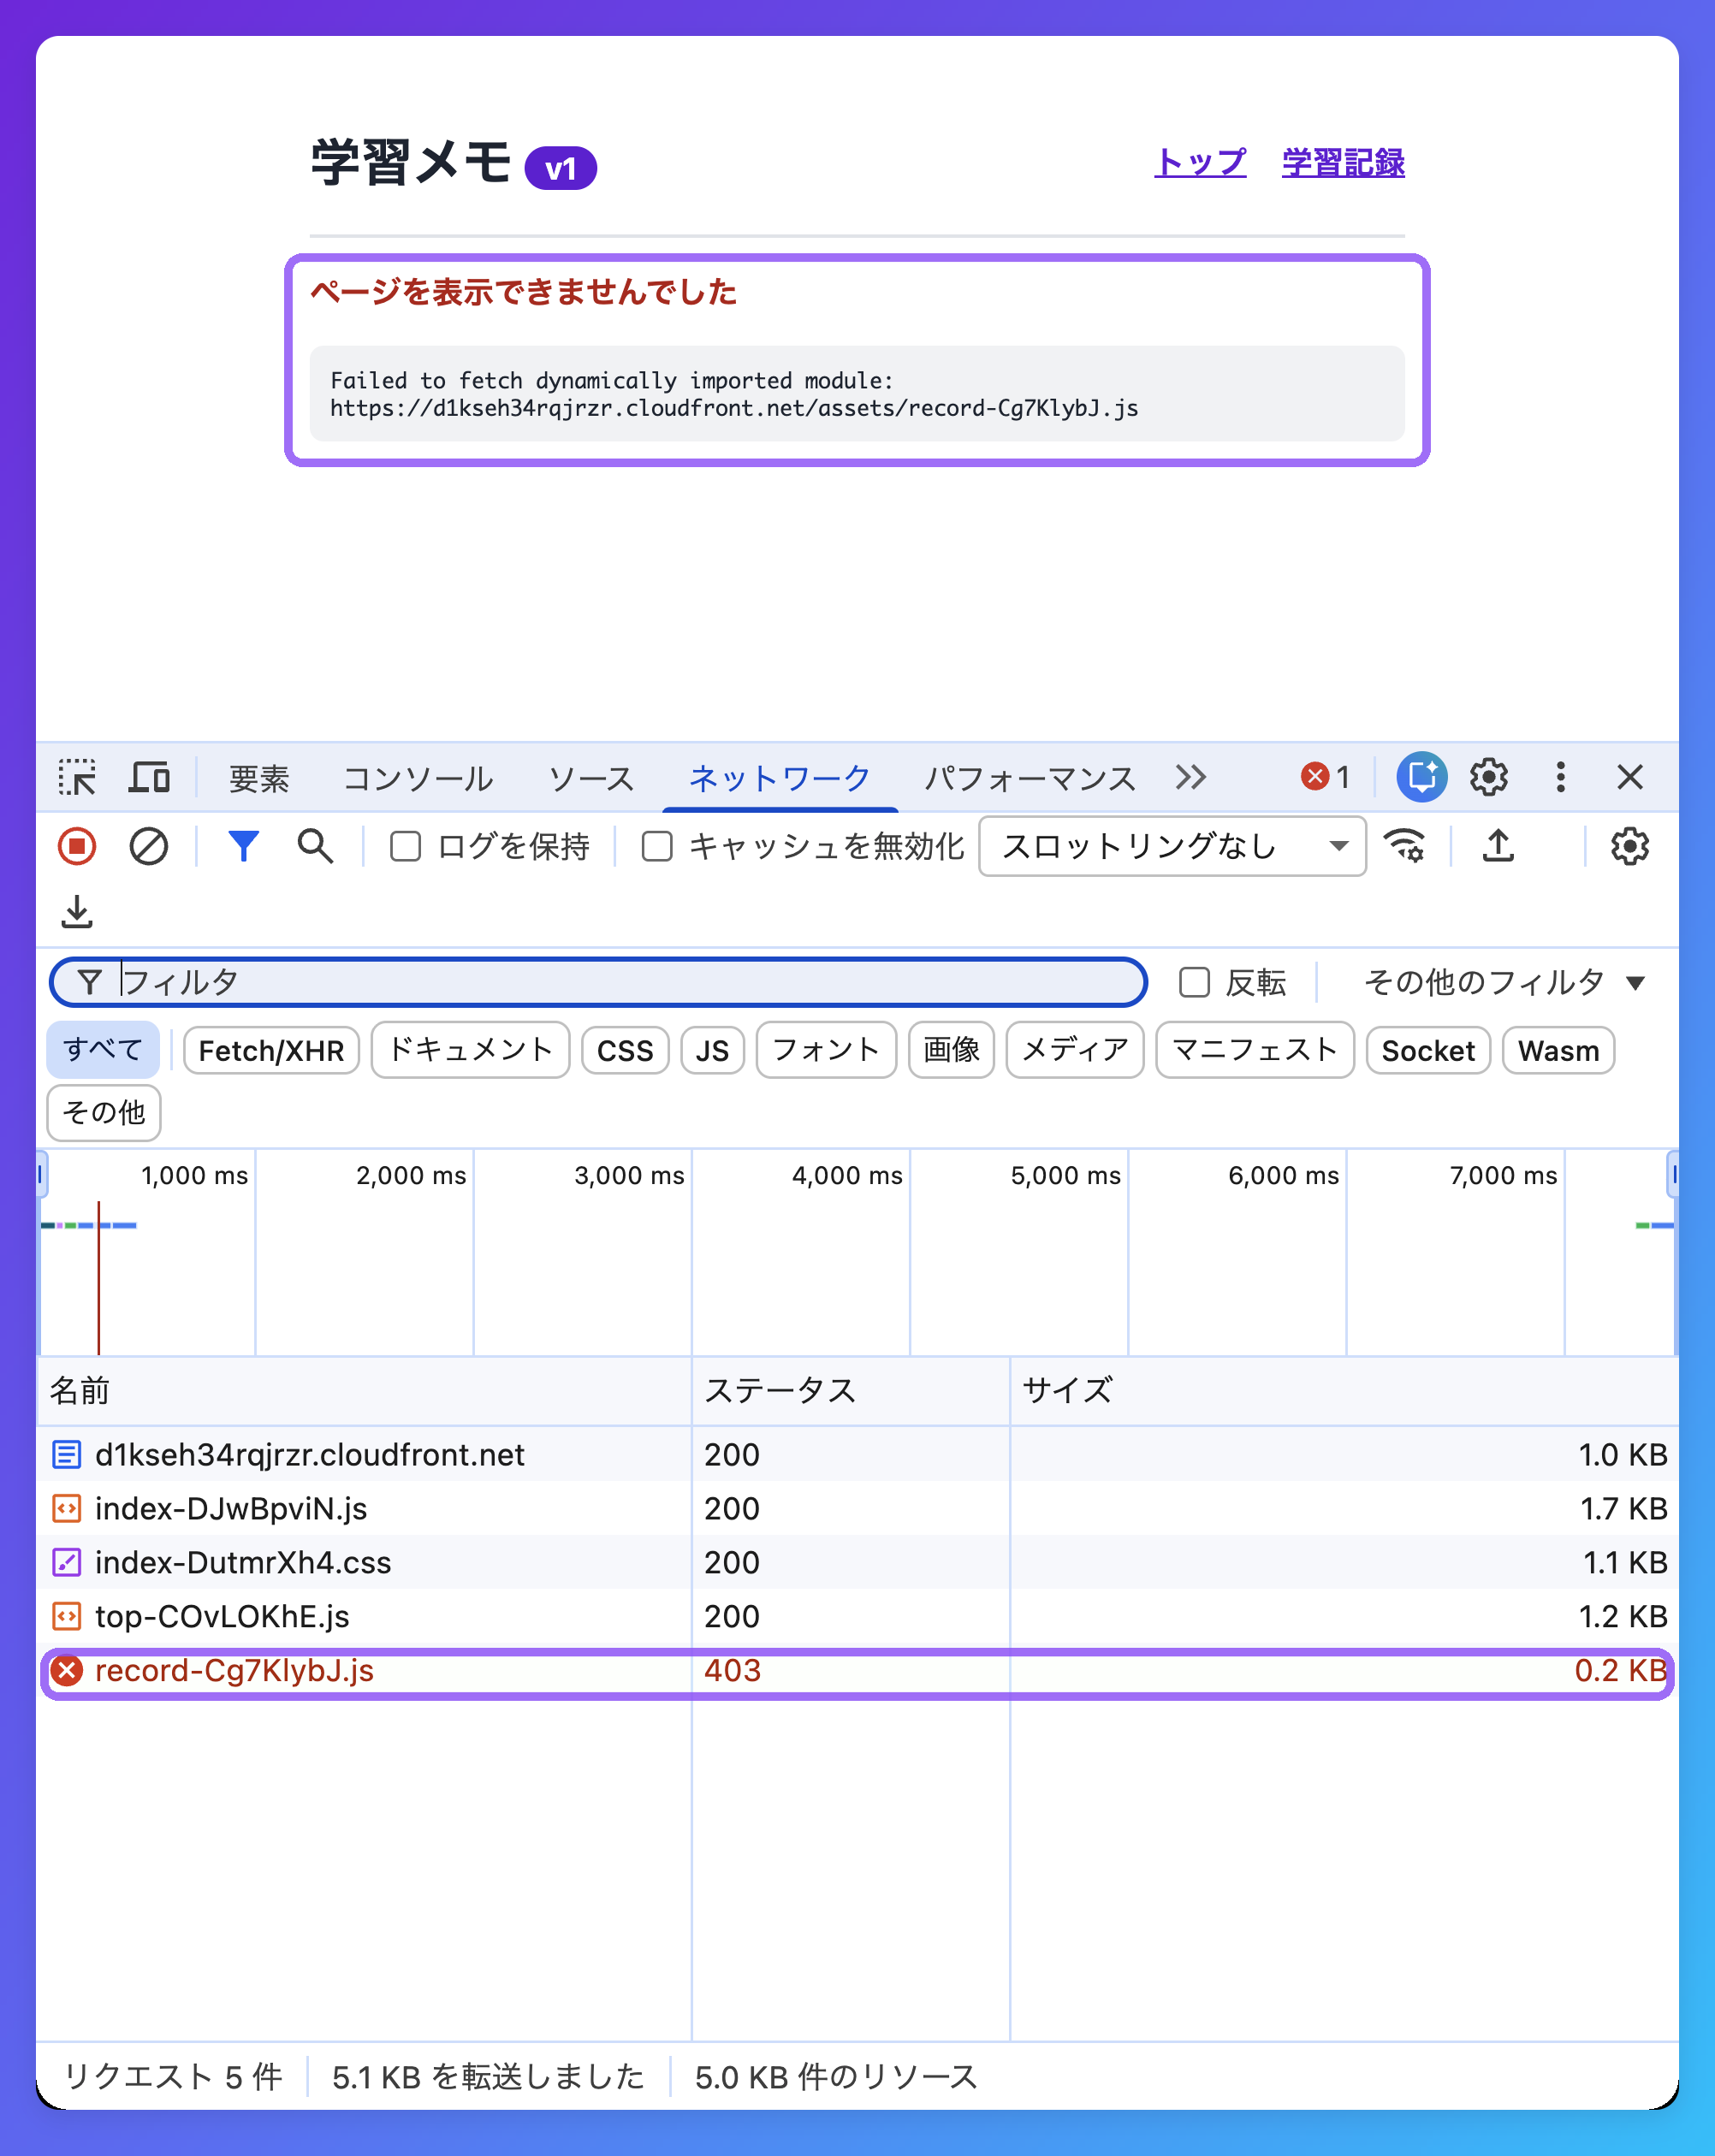 学習メモ v1 トップ 学習記録
ページを表示できませんでした
Failed to fetch dynamically imported module:
https://d1kseh34rqjrzr.cloudfront.net/assets/record-Cg7KlybJ.js
要素 コンソール ソース ネットワーク パフォーマンス 1
ログを保持 キャッシュを無効化 スロットリングなし
フィルタ 反転 その他のフィルタ
すべて Fetch/XHR ドキュメント CSS JS フォント 画像 メディア マニフェスト Socket Wasm
その他
1,000 ms 2,000 ms 3,000 ms 4,000 ms 5,000 ms 6,000 ms 7,000 ms
名前 ステータス サイズ
d1kseh34rqjrzr.cloudfront.net 200 1.0 KB
index-DJwBpviN.js 200 1.7 KB
index-DutmrXh4.css 200 1.1 KB
top-COvLOKhE.js 200 1.2 KB
record-Cg7KlybJ.js 403 0.2 KB
リクエスト 5 件 5.1 KB を転送しました 5.0 KB 件のリソース